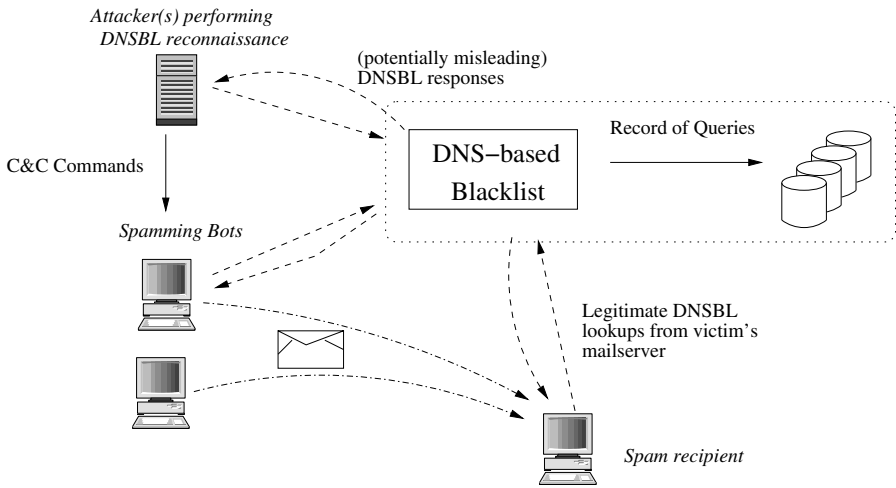 Attacker(s) performing
DNSBL reconnaissance
(potentially misleading)
DNSBL responses
Record of Queries
DNS−based
Blacklist
C&C Commands
Spamming Bots
Legitimate DNSBL
lookups from victim's
mailserver
Spam recipient